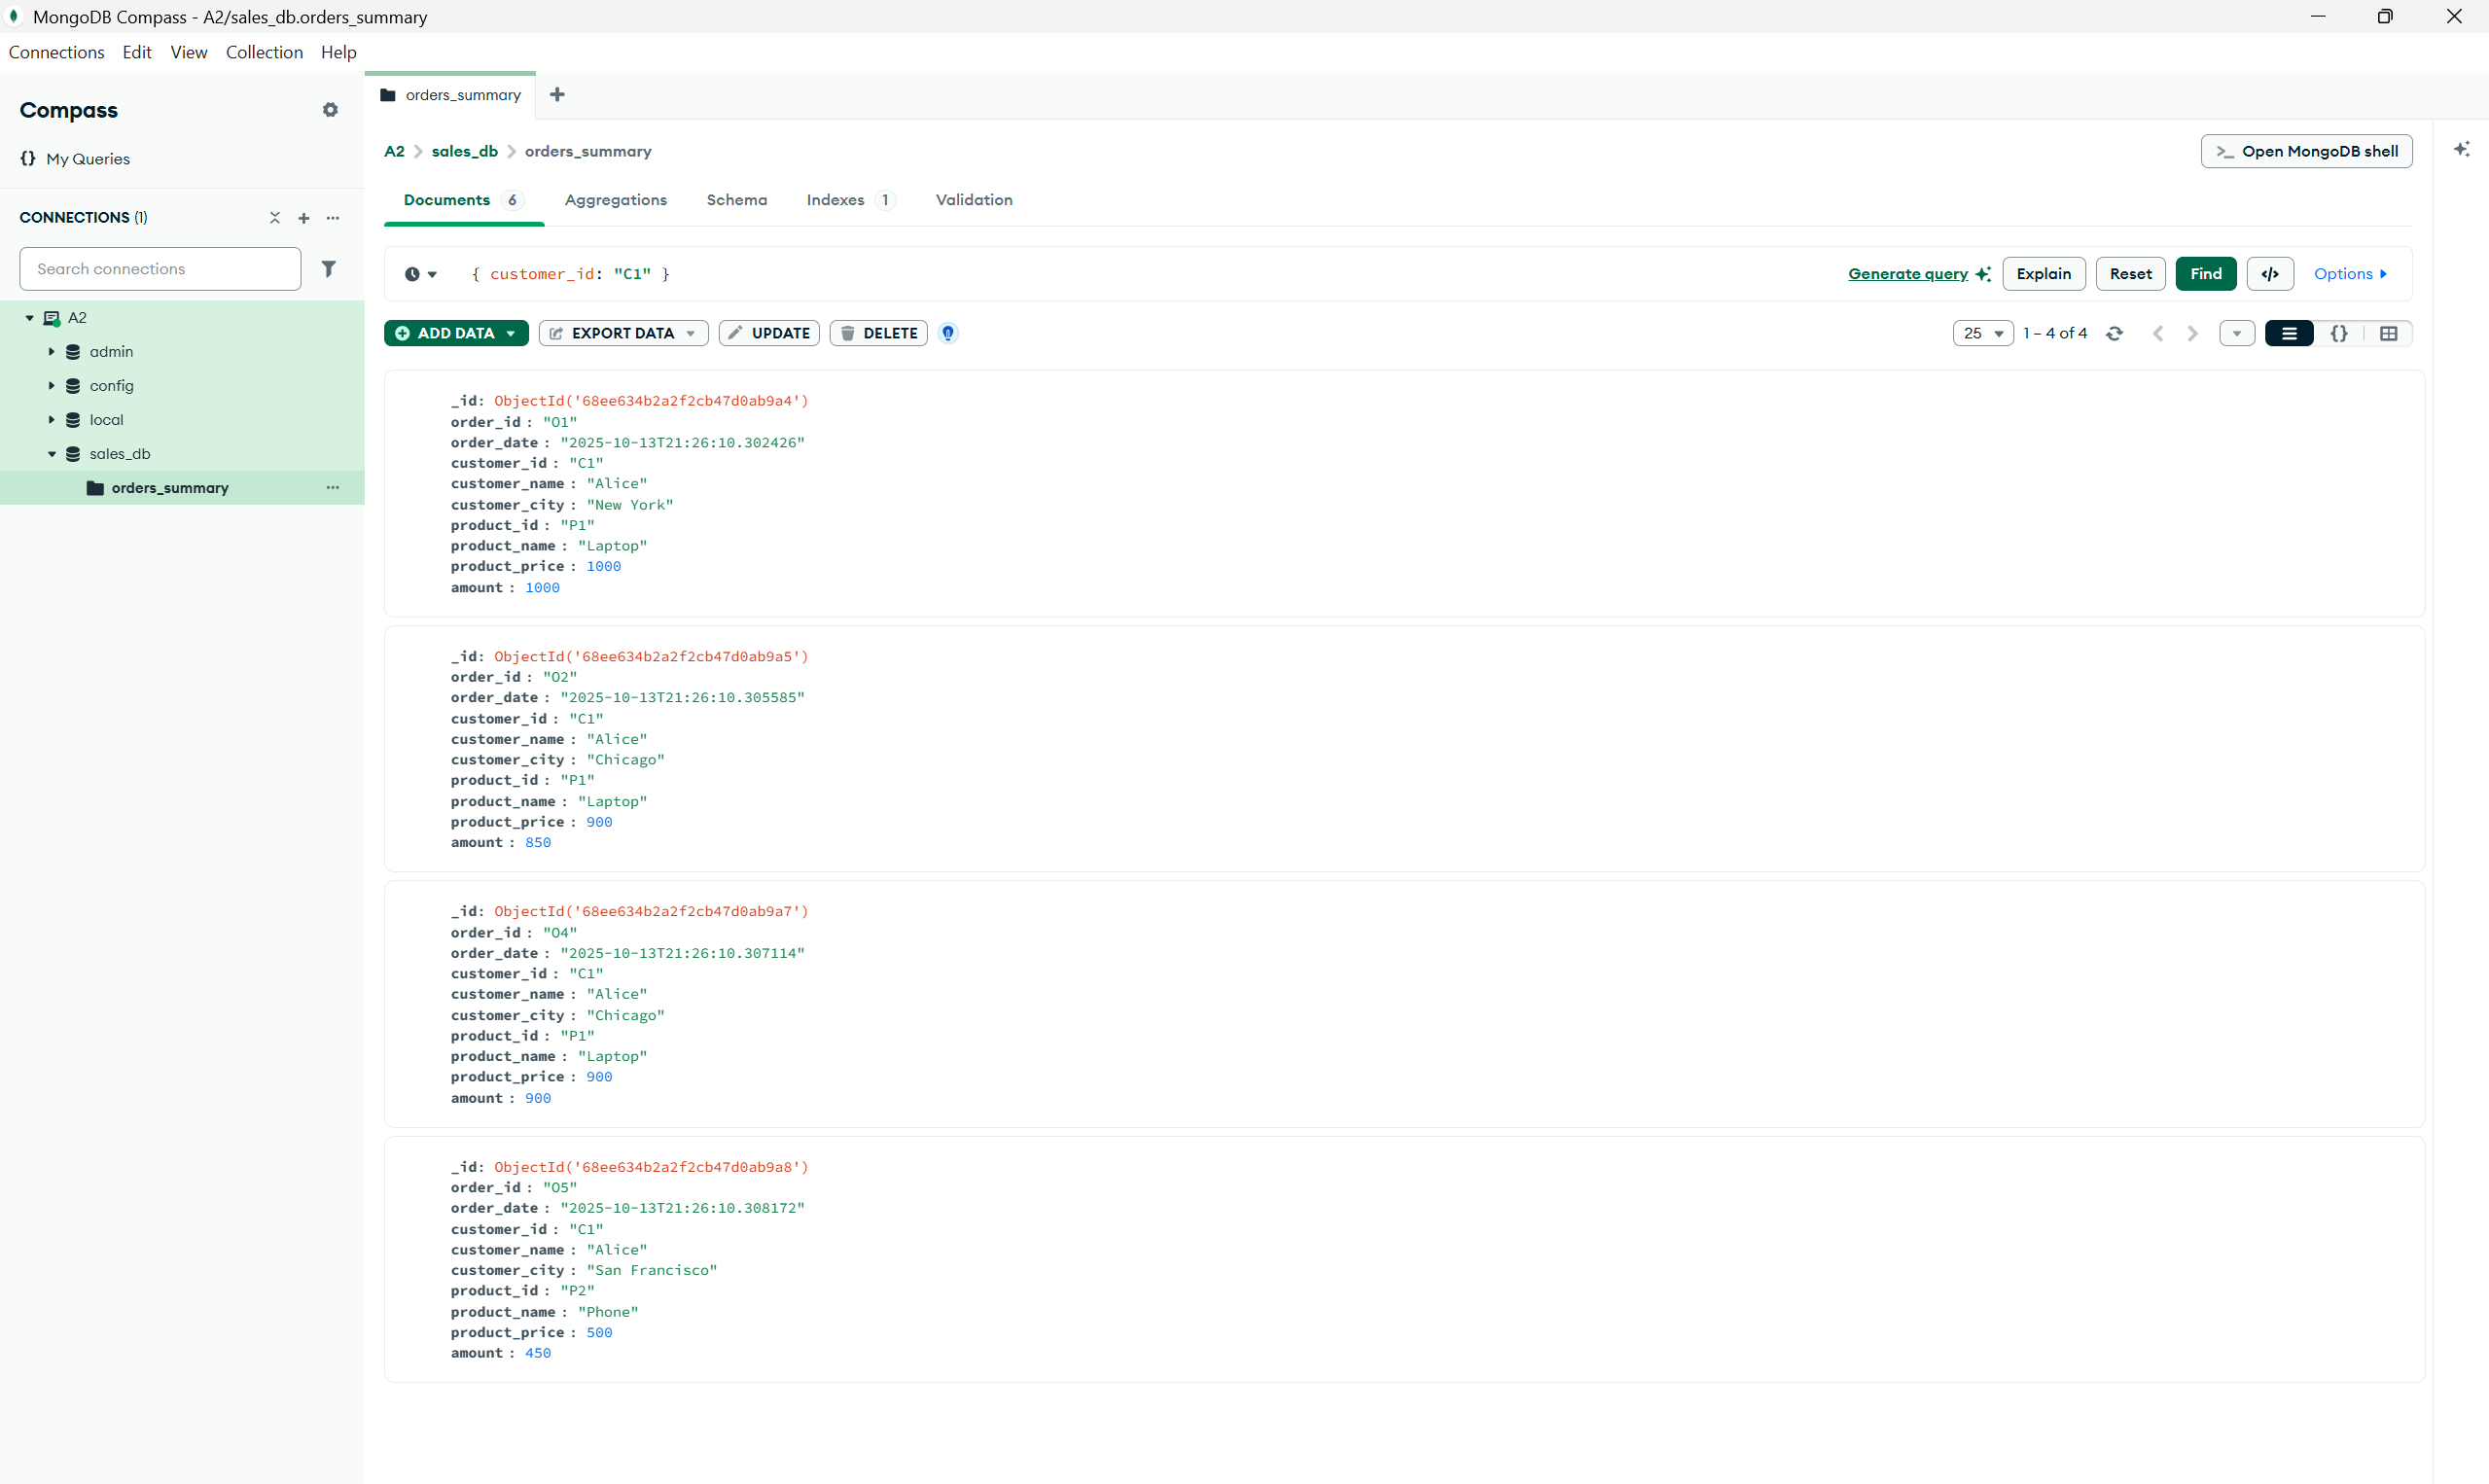 MongoDB Compass - A2/sales_db.orders_summary
Connections Edit View Collection Help
Compass
{} My Queries
CONNECTIONS (1)
Search connections
A2
admin
config
local
sales_db
orders_summary
orders_summary
A2 > sales_db > orders_summary
>_ Open MongoDB shell
Documents 6 Aggregations Schema Indexes 1 Validation
{ customer_id: "C1" }
Generate query Explain Reset Find </> Options
ADD DATA EXPORT DATA UPDATE DELETE
25 1 – 4 of 4 {}
_id: ObjectId('68ee634b2a2f2cb47d0ab9a4')
order_id : "O1"
order_date : "2025-10-13T21:26:10.302426"
customer_id : "C1"
customer_name : "Alice"
customer_city : "New York"
product_id : "P1"
product_name : "Laptop"
product_price : 1000
amount : 1000
_id: ObjectId('68ee634b2a2f2cb47d0ab9a5')
order_id : "O2"
order_date : "2025-10-13T21:26:10.305585"
customer_id : "C1"
customer_name : "Alice"
customer_city : "Chicago"
product_id : "P1"
product_name : "Laptop"
product_price : 900
amount : 850
_id: ObjectId('68ee634b2a2f2cb47d0ab9a7')
order_id : "O4"
order_date : "2025-10-13T21:26:10.307114"
customer_id : "C1"
customer_name : "Alice"
customer_city : "Chicago"
product_id : "P1"
product_name : "Laptop"
product_price : 900
amount : 900
_id: ObjectId('68ee634b2a2f2cb47d0ab9a8')
order_id : "O5"
order_date : "2025-10-13T21:26:10.308172"
customer_id : "C1"
customer_name : "Alice"
customer_city : "San Francisco"
product_id : "P2"
product_name : "Phone"
product_price : 500
amount : 450